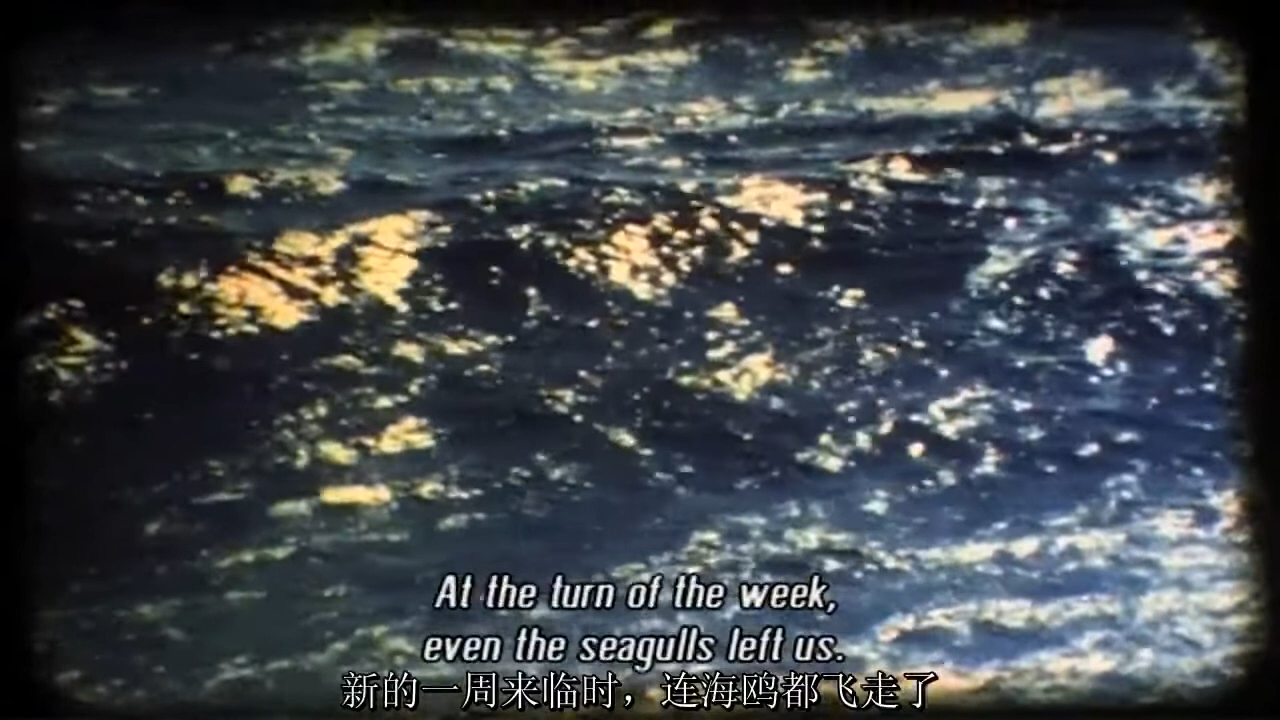 At the turn of the week,
even the seagulls left us.
新的一周来临时，连海鸥都飞走了